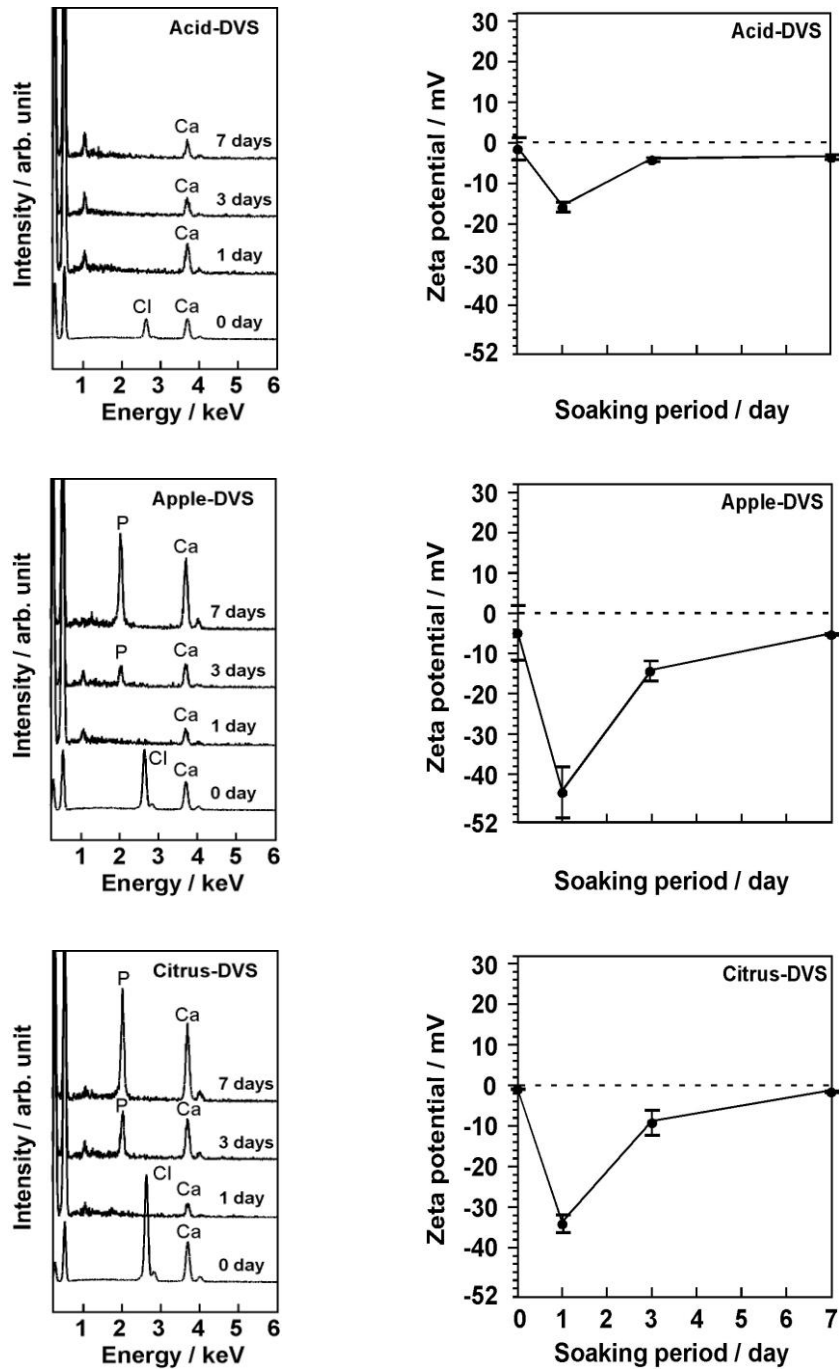 Acid-DVS
Intensity / arb. unit
Ca
7 days
Ca
3 days
Ca
1 day
Cl
Ca
0 day
1 2 3 4 5 6
Energy / keV
Acid-DVS
Zeta potential / mV
30
20
10
0
-10
-20
-30
-40
-52
Soaking period / day
Apple-DVS
Intensity / arb. unit
P
Ca
7 days
P
Ca
3 days
Ca
1 day
Cl
Ca
0 day
1 2 3 4 5 6
Energy / keV
Apple-DVS
Zeta potential / mV
30
20
10
0
-10
-20
-30
-40
-52
Soaking period / day
Citrus-DVS
Intensity / arb. unit
P
Ca
7 days
P
Ca
3 days
Cl
Ca
1 day
Ca
0 day
1 2 3 4 5 6
Energy / keV
Citrus-DVS
Zeta potential / mV
30
20
10
0
-10
-20
-30
-40
-52
0 1 2 3 4 5 6 7
Soaking period / day